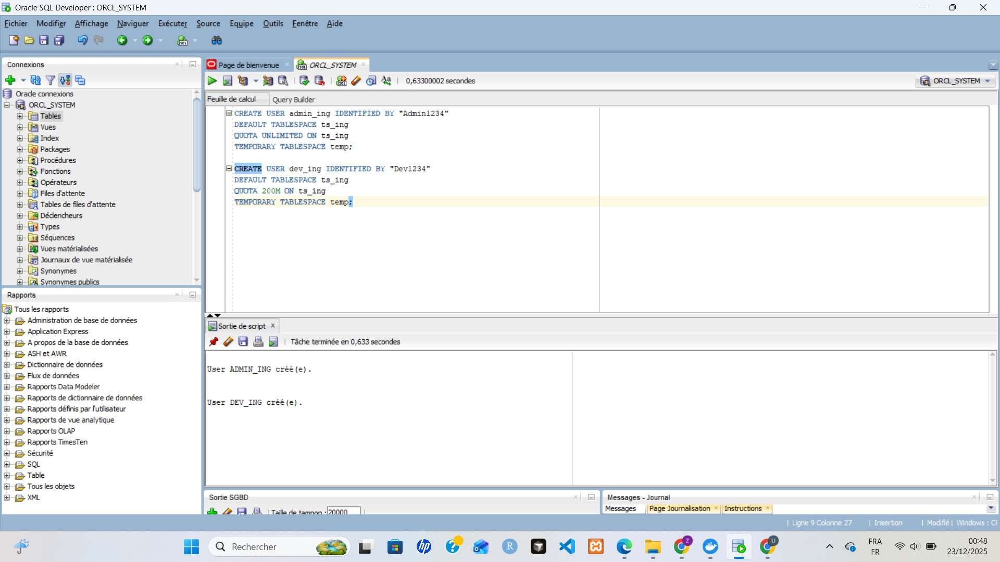 Oracle SQL Developer : ORCL_SYSTEM
Fichier Modifier Affichage Naviguer Exécuter Source Equipe Outils Fenêtre Aide
Connexions
Oracle connexions
ORCL_SYSTEM
Tables
Vues
Index
Packages
Procédures
Fonctions
Opérateurs
Files d'attente
Tables de files d'attente
Déclencheurs
Types
Séquences
Vues matérialisées
Journaux de vue matérialisée
Synonymes
Synonymes publics
Rapports
Tous les rapports
Administration de base de données
Application Express
A propos de la base de données
ASH et AWR
Dictionnaire de données
Flux de données
Rapports Data Modeler
Rapports de dictionnaire de données
Rapports définis par l'utilisateur
Rapports de vue analytique
Rapports OLAP
Rapports TimesTen
Sécurité
SQL
Table
Tous les objets
XML
Page de bienvenue
ORCL_SYSTEM
0,63300002 secondes
ORCL_SYSTEM
Feuille de calcul
Query Builder
CREATE USER admin_ing IDENTIFIED BY "Admin1234"
DEFAULT TABLESPACE ts_ing
QUOTA UNLIMITED ON ts_ing
TEMPORARY TABLESPACE temp;
CREATE USER dev_ing IDENTIFIED BY "Dev1234"
DEFAULT TABLESPACE ts_ing
QUOTA 200M ON ts_ing
TEMPORARY TABLESPACE temp;
Sortie de script
Tâche terminée en 0,633 secondes
User ADMIN_ING créé(e).
User DEV_ING créé(e).
Sortie SGBD
Taille de tampon : 20000
Messages - Journal
Messages
Page Journalisation
Instructions
Ligne 9 Colonne 27 | Insertion | Modifié | Windows : CF
Rechercher
FRA
FR
00:48
23/12/2025